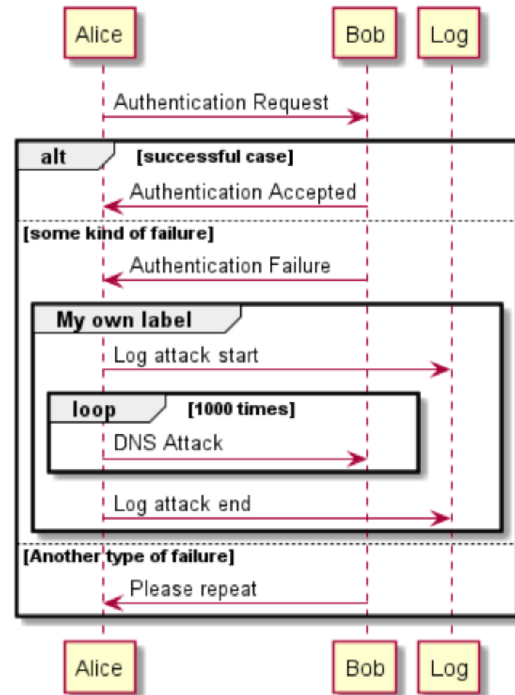 Alice Bob Log
Authentication Request
alt [successful case]
Authentication Accepted
[some kind of failure]
Authentication Failure
My own label
Log attack start
loop [1000 times]
DNS Attack
Log attack end
[Another type of failure]
Please repeat
Alice Bob Log